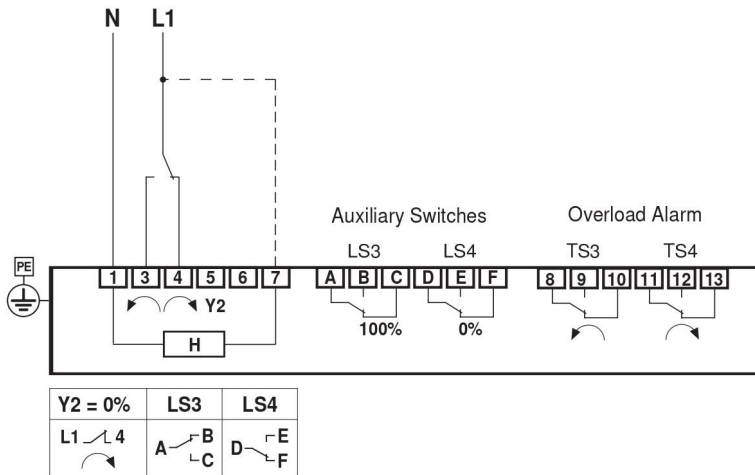 N L1
Auxiliary Switches Overload Alarm
LS3 LS4 TS3 TS4
PE
1 3 4 5 6 7 A B C D E F 8 9 10 11 12 13
Y2
100% 0%
H
Y2 = 0% LS3 LS4
L1 4 A B C D E F